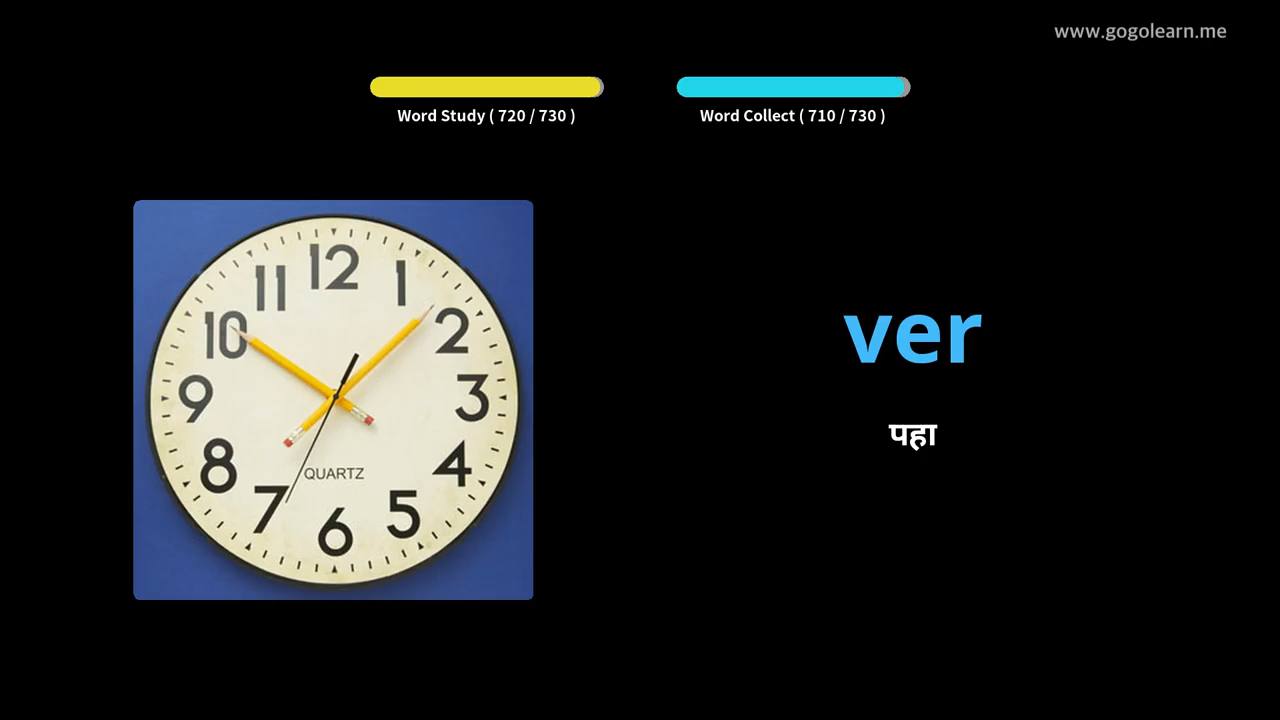 www.gogolearn.me
Word Study ( 720 / 730 )
Word Collect ( 710 / 730 )
12
11
1
10
2
9
3
8
4
7
5
6
QUARTZ
ver
पहा